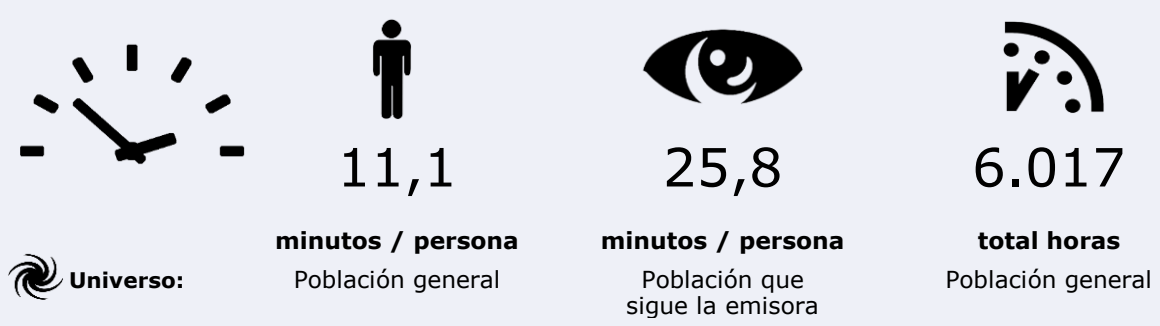 11,1
25,8
6.017
minutos / persona
minutos / persona
total horas
Universo:
Población general
Población que
sigue la emisora
Población general